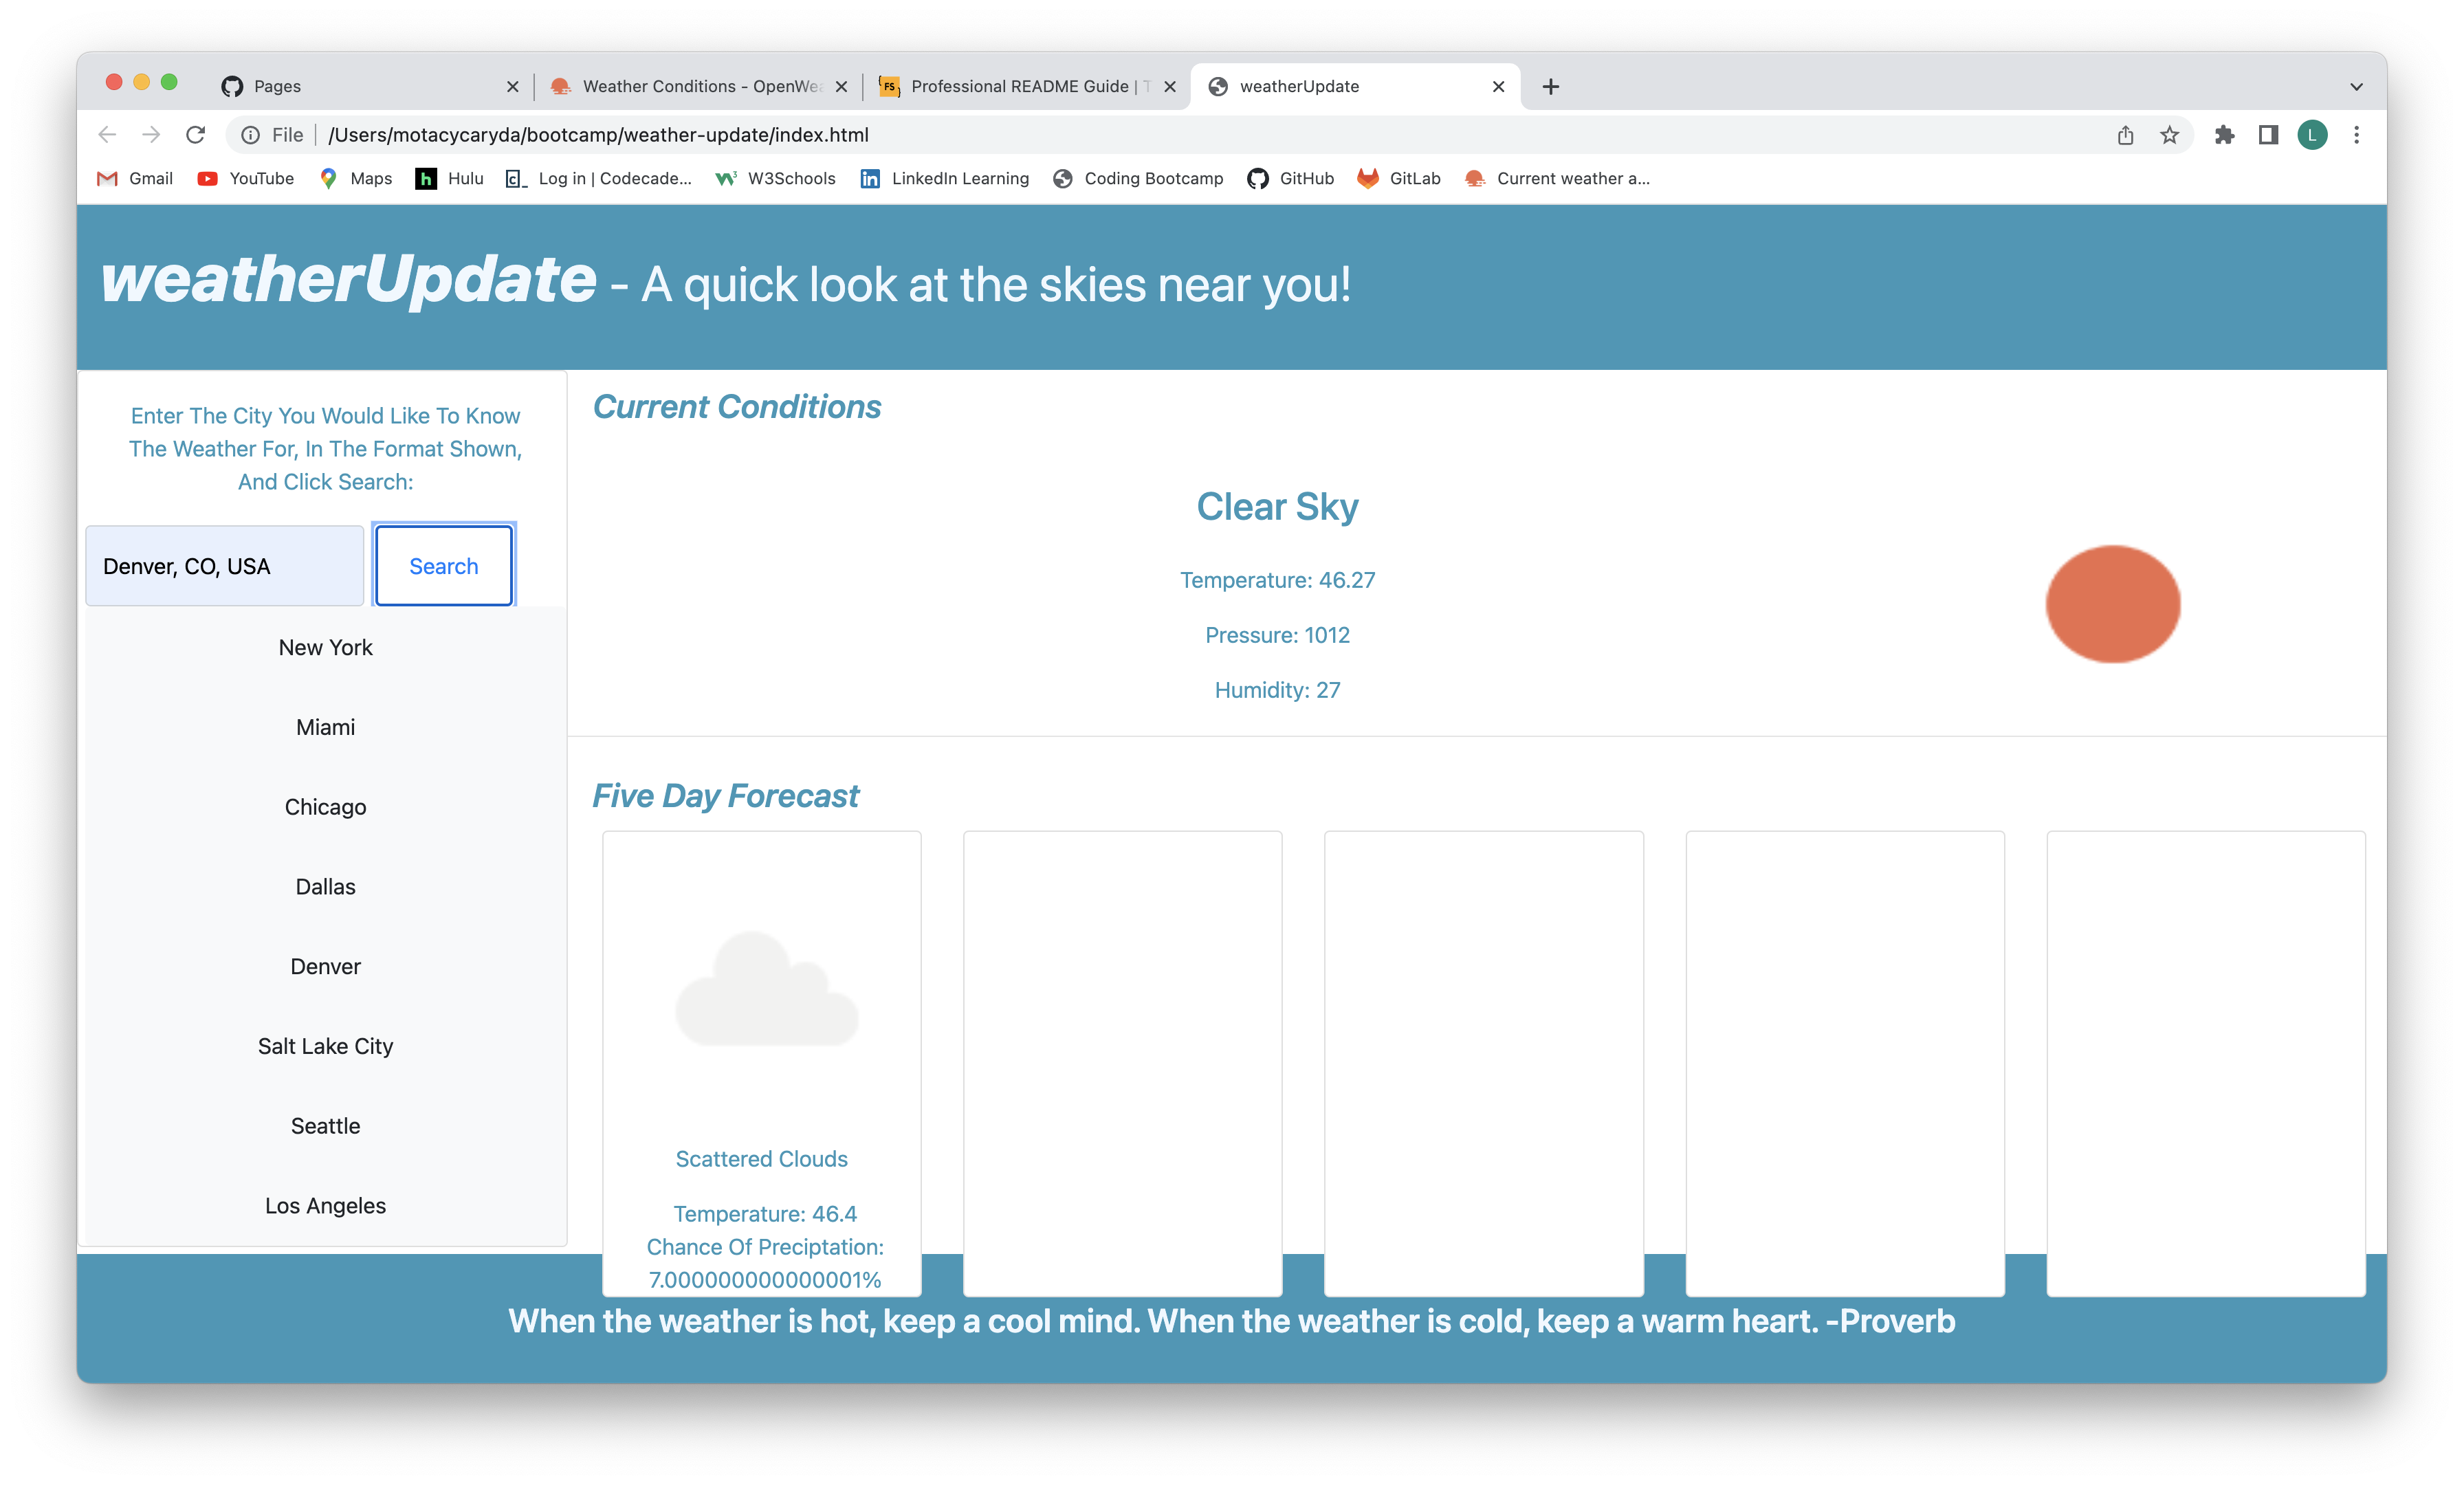 Pages
Weather Conditions - OpenWea
Professional README Guide | T
weatherUpdate
File /Users/motacycaryda/bootcamp/weather-update/index.html
L
Gmail YouTube Maps h Hulu c_ Log in | Codecade... W3 W3Schools in LinkedIn Learning Coding Bootcamp GitHub GitLab Current weather a...
weatherUpdate - A quick look at the skies near you!
Enter The City You Would Like To Know
The Weather For, In The Format Shown,
And Click Search:
Denver, CO, USA
Search
New York
Miami
Chicago
Dallas
Denver
Salt Lake City
Seattle
Los Angeles
Current Conditions
Clear Sky
Temperature: 46.27
Pressure: 1012
Humidity: 27
Five Day Forecast
Scattered Clouds
Temperature: 46.4
Chance Of Preciptation:
7.000000000000001%
When the weather is hot, keep a cool mind. When the weather is cold, keep a warm heart. -Proverb